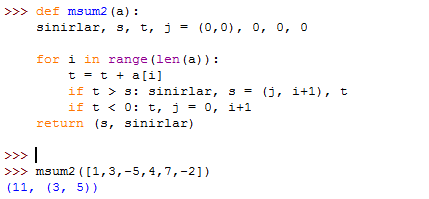 >>> def msum2(a):
    sinirlar, s, t, j = (0,0), 0, 0, 0
    for i in range(len(a)):
        t = t + a[i]
        if t > s: sinirlar, s = (j, i+1), t
        if t < 0: t, j = 0, i+1
    return (s, sinirlar)
>>>
>>> msum2([1,3,-5,4,7,-2])
(11, (3, 5))